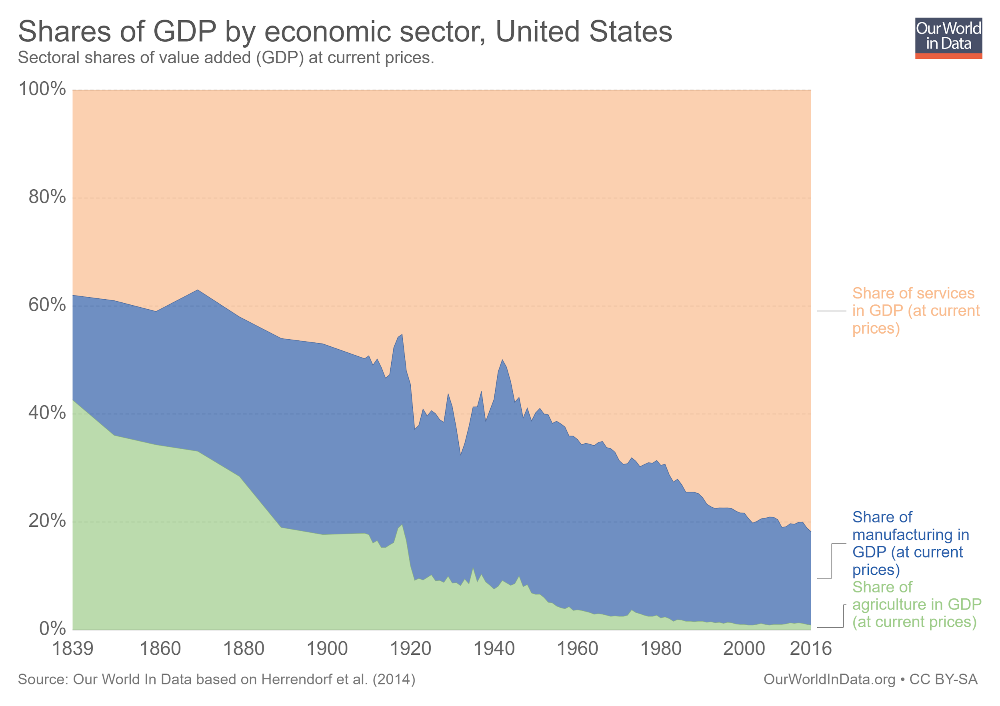 Shares of GDP by economic sector, United States
Sectoral shares of value added (GDP) at current prices.
Our World
in Data
100%
80%
60%
40%
20%
0%
Share of services
in GDP (at current
prices)
Share of
manufacturing in
GDP (at current
prices)
Share of
agriculture in GDP
(at current prices)
1839 1860 1880 1900 1920 1940 1960 1980 2000 2016
Source: Our World In Data based on Herrendorf et al. (2014)
OurWorldInData.org • CC BY-SA